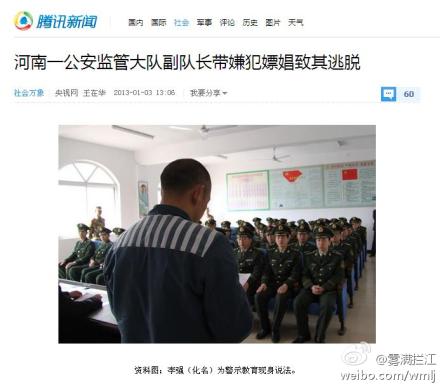 腾讯新闻
国内 国际 社会 军事 评论 历史 图片 天气
河南一公安监管大队副队长带嫌犯嫖娼致其逃脱
社会万象 央视网 王在华 2013-01-03 13:06 我要分享 60
资料图：李强（化名）为警示教育现身说法。
@雾满拦江
weibo.com/wmlj